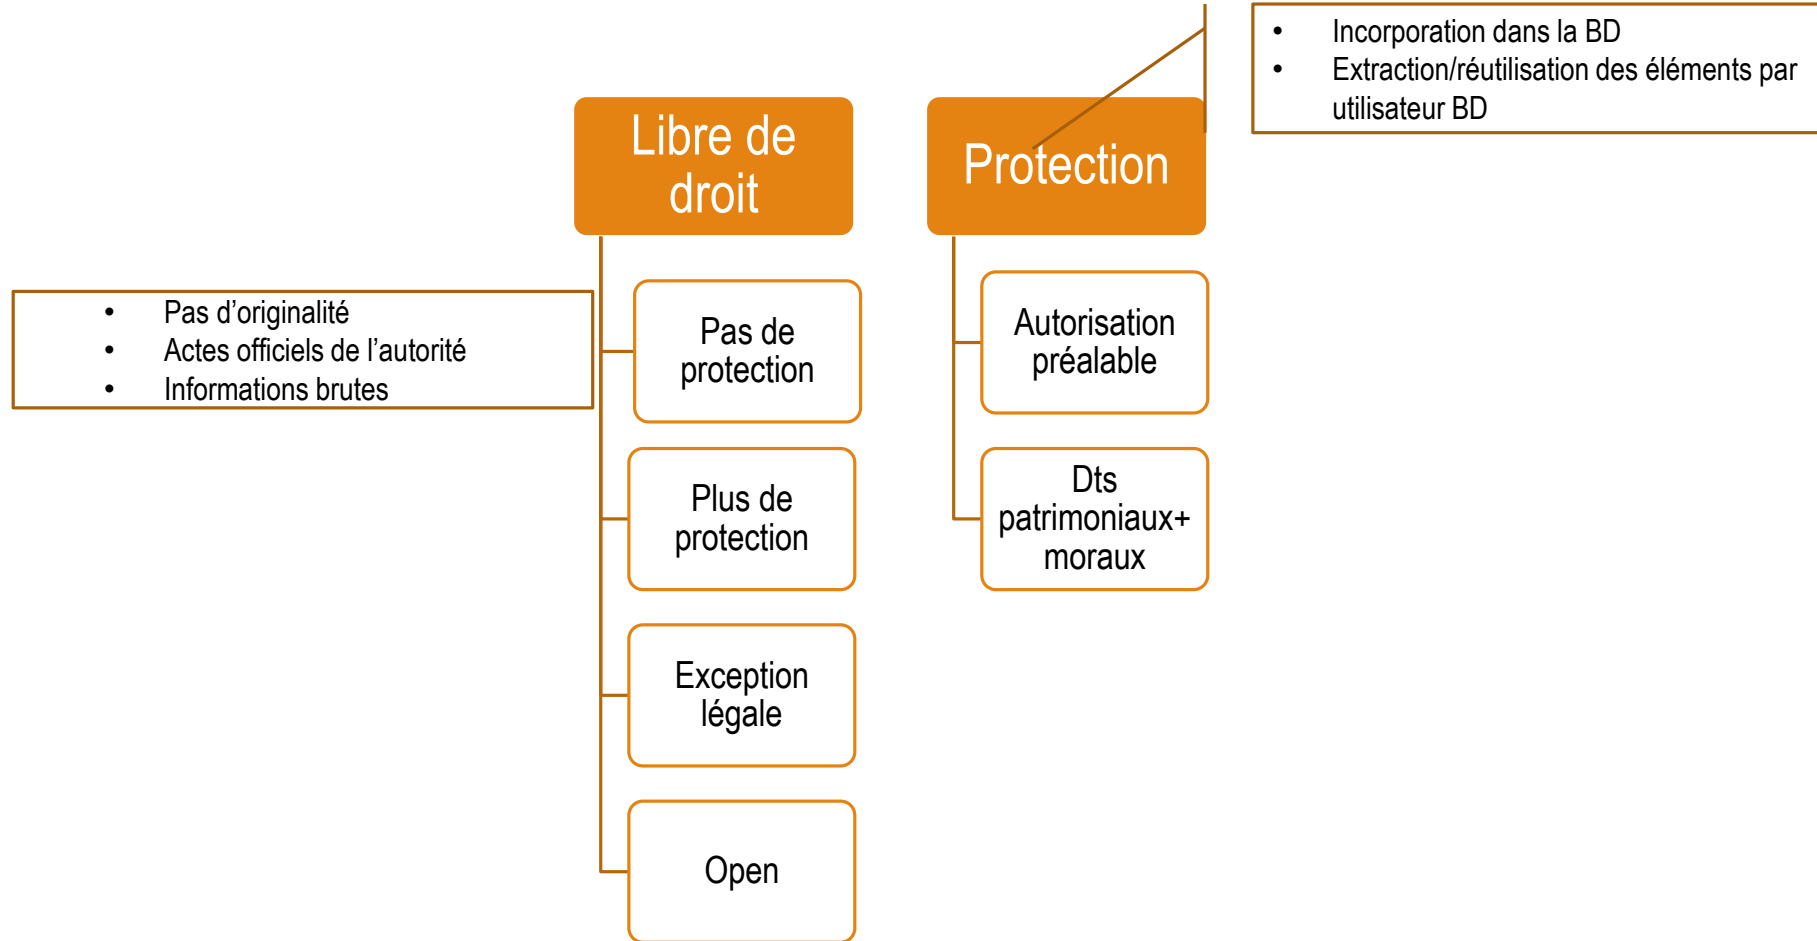 • Incorporation dans la BD
• Extraction/réutilisation des éléments par
utilisateur BD
Libre de
droit
Protection
• Pas d’originalité
• Actes officiels de l’autorité
• Informations brutes
Pas de
protection
Plus de
protection
Exception
légale
Open
Autorisation
préalable
Dts
patrimoniaux+
moraux